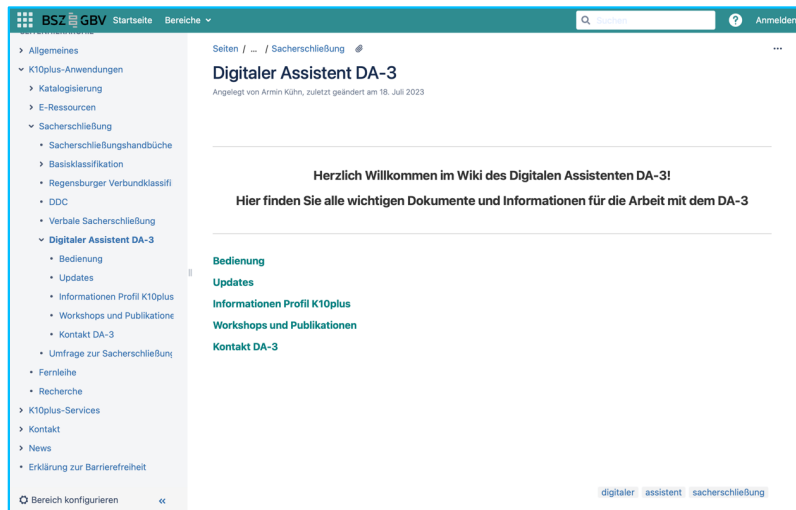 BSZ GBV Startseite Bereiche Suchen ? Anmelden
Allgemeines
K10plus-Anwendungen
Katalogisierung
E-Ressourcen
Sacherschließung
Sacherschließungshandbüche
Basisklassifikation
Regensburger Verbundklassifi
DDC
Verbale Sacherschließung
Digitaler Assistent DA-3
Bedienung
Updates
Informationen Profil K10plus
Workshops und Publikatione
Kontakt DA-3
Umfrage zur Sacherschließung
Fernleihe
Recherche
K10plus-Services
Kontakt
News
Erklärung zur Barrierefreiheit
Bereich konfigurieren «
Seiten / … / Sacherschließung
Digitaler Assistent DA-3
Angelegt von Armin Kühn, zuletzt geändert am 18. Juli 2023
Herzlich Willkommen im Wiki des Digitalen Assistenten DA-3!
Hier finden Sie alle wichtigen Dokumente und Informationen für die Arbeit mit dem DA-3
Bedienung
Updates
Informationen Profil K10plus
Workshops und Publikationen
Kontakt DA-3
digitaler assistent sacherschließung